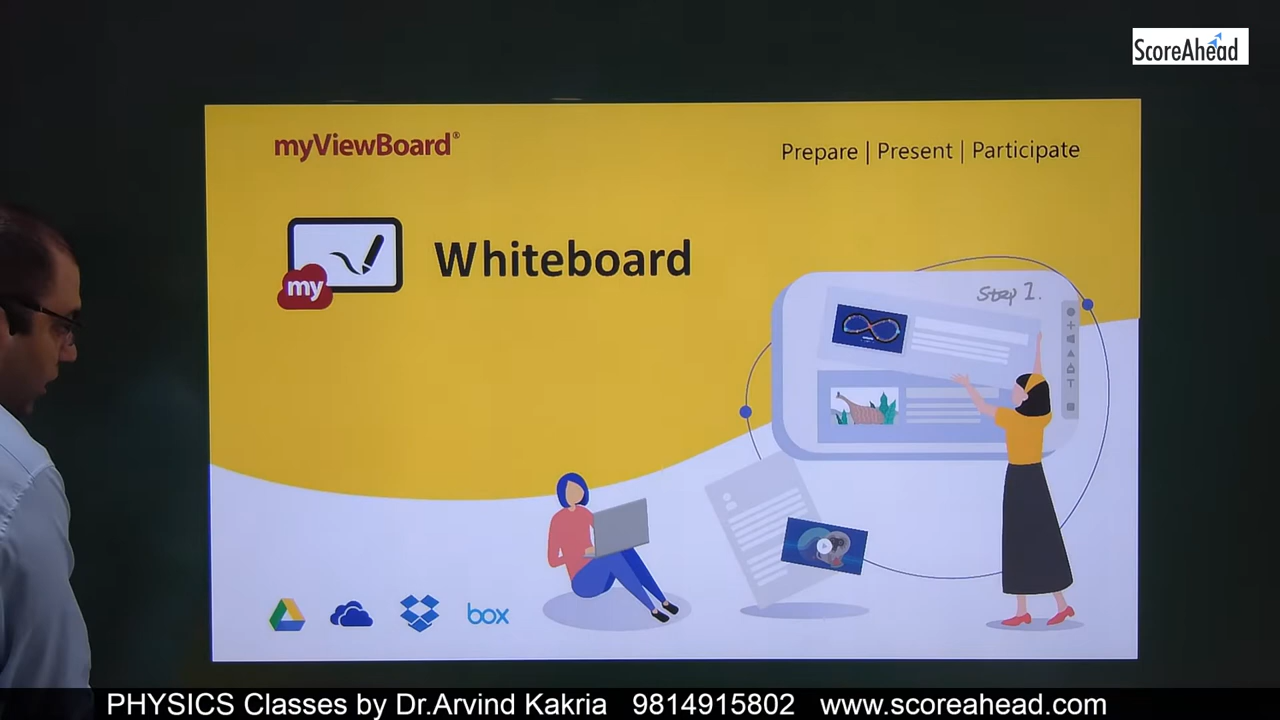 ScoreAhead
myViewBoard®
Prepare | Present | Participate
my
Whiteboard
Step 1.
T
box
PHYSICS Classes by Dr.Arvind Kakria 9814915802 www.scoreahead.com